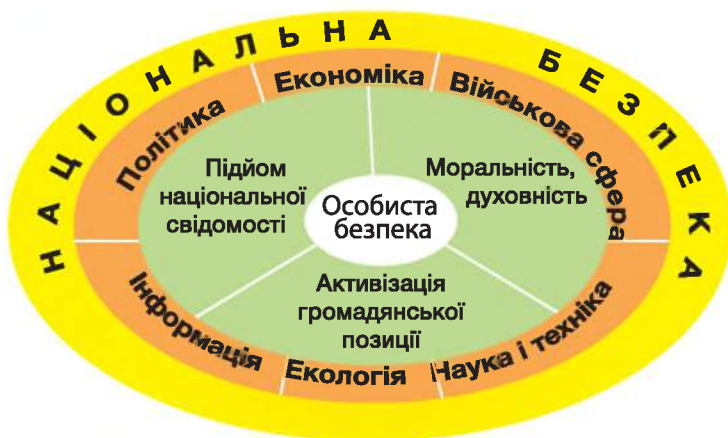 НАЦІОНАЛЬНА БЕЗПЕКА
Політика
Економіка
Військова сфера
Підйом
національної
свідомості
Моральність,
духовність
Особиста
безпека
Активізація
громадянської
позиції
Інформація
Екологія
Наука і техніка